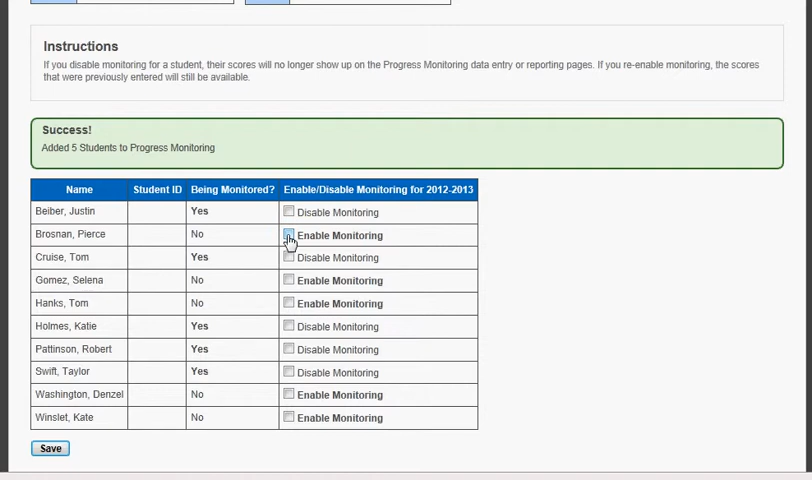 Instructions
If you disable monitoring for a student, their scores will no longer show up on the Progress Monitoring data entry or reporting pages. If you re-enable monitoring, the scores
that were previously entered will still be available.
Success!
Added 5 Students to Progress Monitoring
Name Student ID Being Monitored? Enable/Disable Monitoring for 2012-2013
Beiber, Justin Yes Disable Monitoring
Brosnan, Pierce No Enable Monitoring
Cruise, Tom Yes Disable Monitoring
Gomez, Selena No Enable Monitoring
Hanks, Tom No Enable Monitoring
Holmes, Katie Yes Disable Monitoring
Pattinson, Robert Yes Disable Monitoring
Swift, Taylor Yes Disable Monitoring
Washington, Denzel No Enable Monitoring
Winslet, Kate No Enable Monitoring
Save